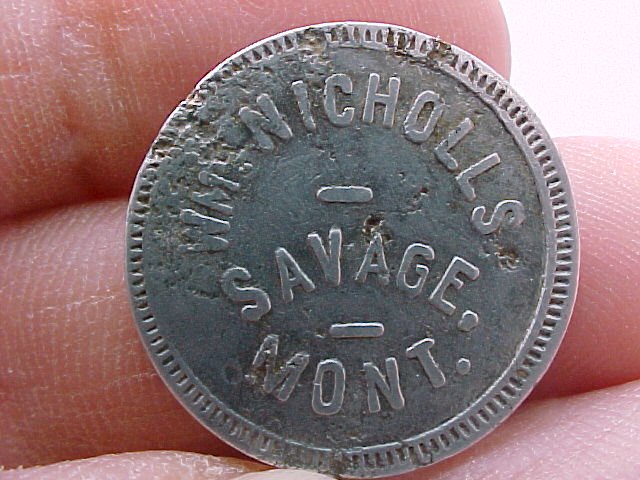 WM. NICHOLLS
SAVAGE,
MONT.